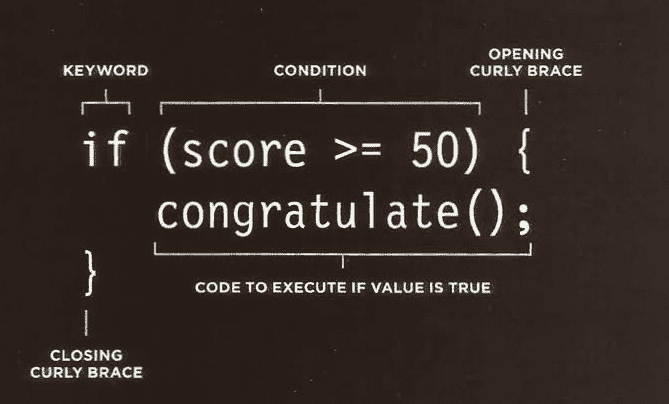 KEYWORD
CONDITION
OPENING
CURLY BRACE
if (score >= 50) {
congratulate();
CODE TO EXECUTE IF VALUE IS TRUE
}
CLOSING
CURLY BRACE